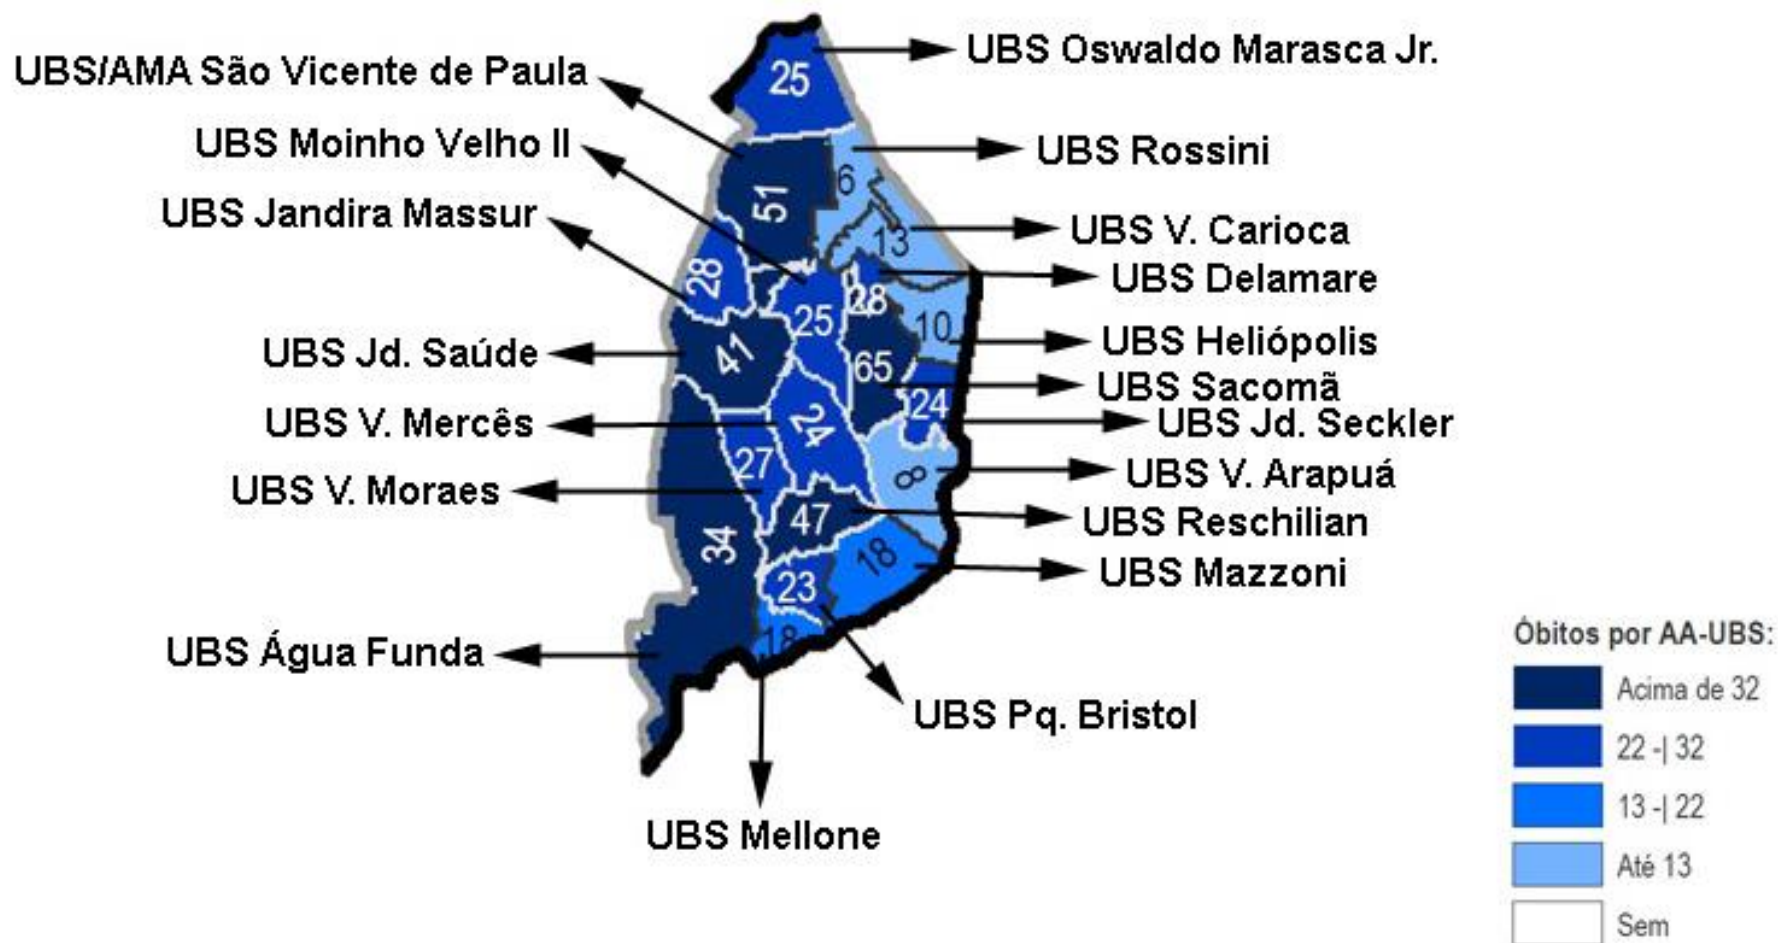 UBS Oswaldo Marasca Jr.
UBS/AMA São Vicente de Paula
25
UBS Moinho Velho II
UBS Rossini
6
51
UBS Jandira Massur
UBS V. Carioca
13
28
UBS Delamare
28
25
10
UBS Heliópolis
UBS Jd. Saúde
41
65
UBS Sacomã
24
UBS V. Mercês
24
UBS Jd. Seckler
27
8
UBS V. Arapuá
UBS V. Moraes
47
UBS Reschilian
34
18
UBS Mazzoni
23
18
UBS Água Funda
UBS Pq. Bristol
UBS Mellone
Óbitos por AA-UBS:
Acima de 32
22 -| 32
13 -| 22
Até 13
Sem